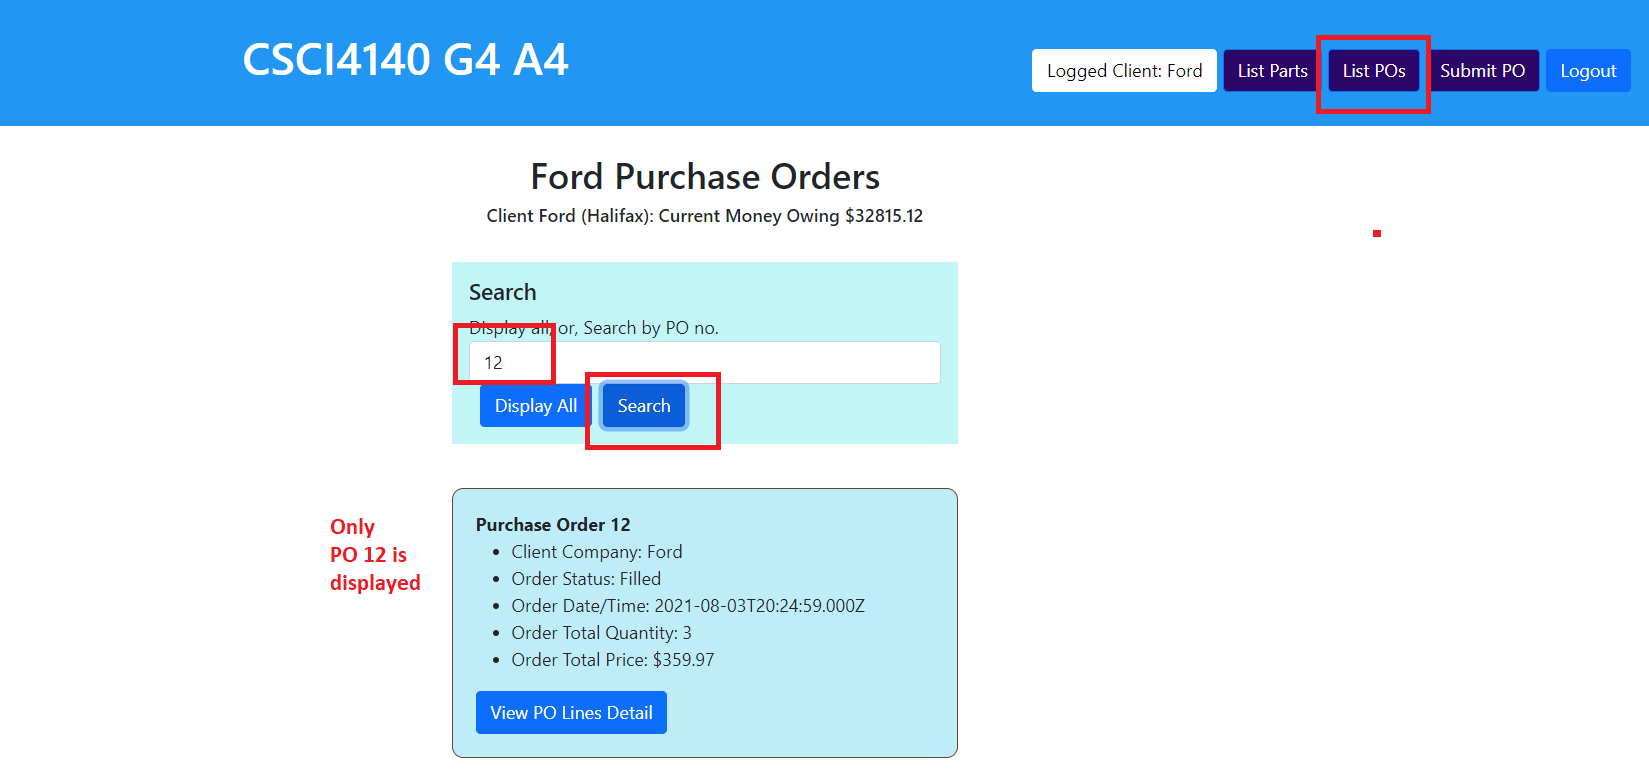 CSCI4140 G4 A4
Logged Client: Ford
List Parts
List POs
Submit PO
Logout
Ford Purchase Orders
Client Ford (Halifax): Current Money Owing $32815.12
Search
Display all, or, Search by PO no.
12
Display All
Search
Only
PO 12 is
displayed
Purchase Order 12
Client Company: Ford
Order Status: Filled
Order Date/Time: 2021-08-03T20:24:59.000Z
Order Total Quantity: 3
Order Total Price: $359.97
View PO Lines Detail